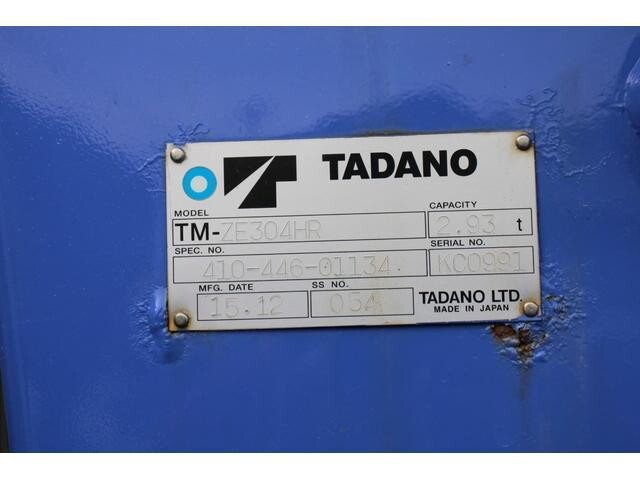 TADANO
MODEL CAPACITY
TM-ZE304HR 2.93 t
SPEC. NO. SERIAL NO.
410-446-01134 KC0991
MFG. DATE SS NO.
15.12 05A TADANO LTD.
MADE IN JAPAN